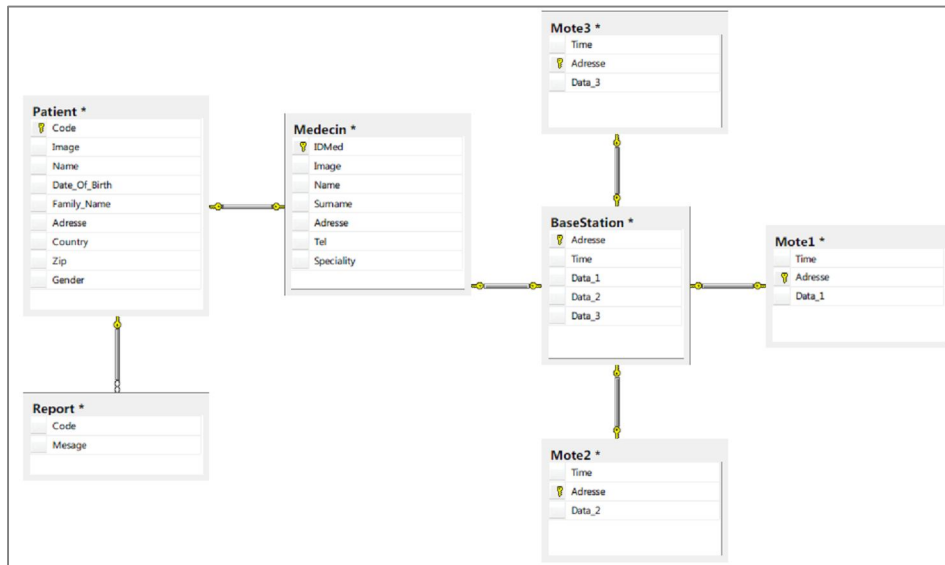 Patient *
Code
Image
Name
Date_Of_Birth
Family_Name
Adresse
Country
Zip
Gender
Report *
Code
Mesage
Medecin *
IDMed
Image
Name
Surname
Adresse
Tel
Speciality
Mote3 *
Time
Adresse
Data_3
BaseStation *
Adresse
Time
Data_1
Data_2
Data_3
Mote2 *
Time
Adresse
Data_2
Mote1 *
Time
Adresse
Data_1